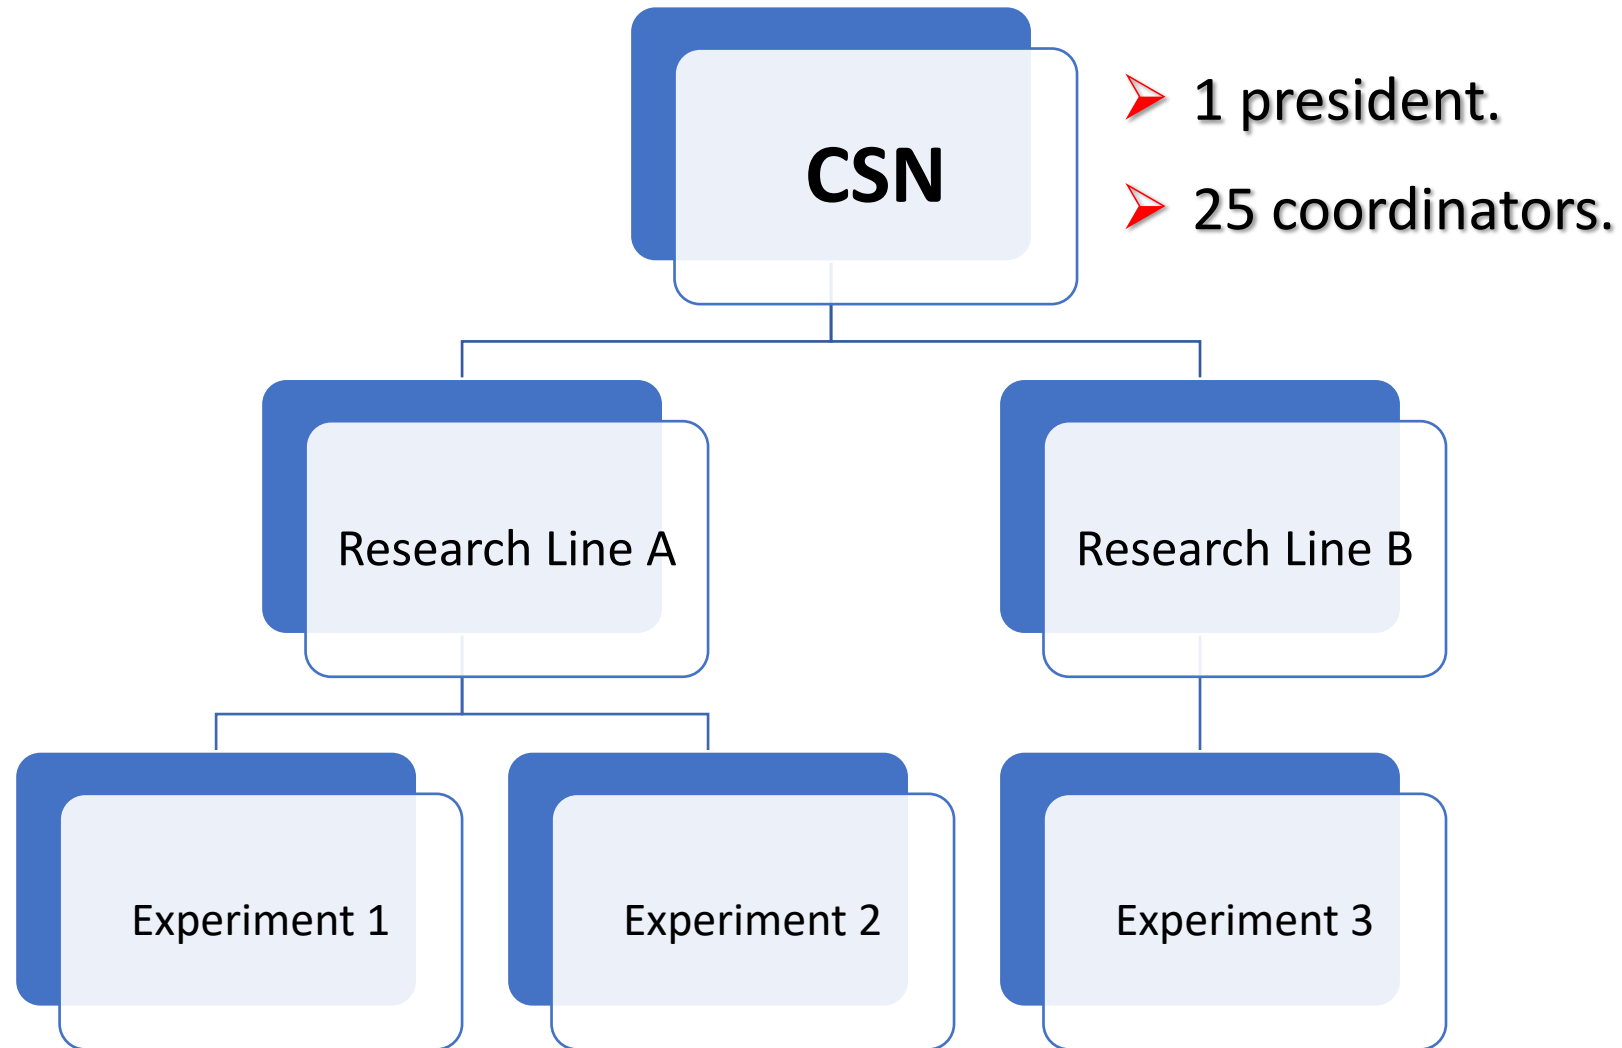 CSN
1 president.
25 coordinators.
Research Line A
Research Line B
Experiment 1
Experiment 2
Experiment 3